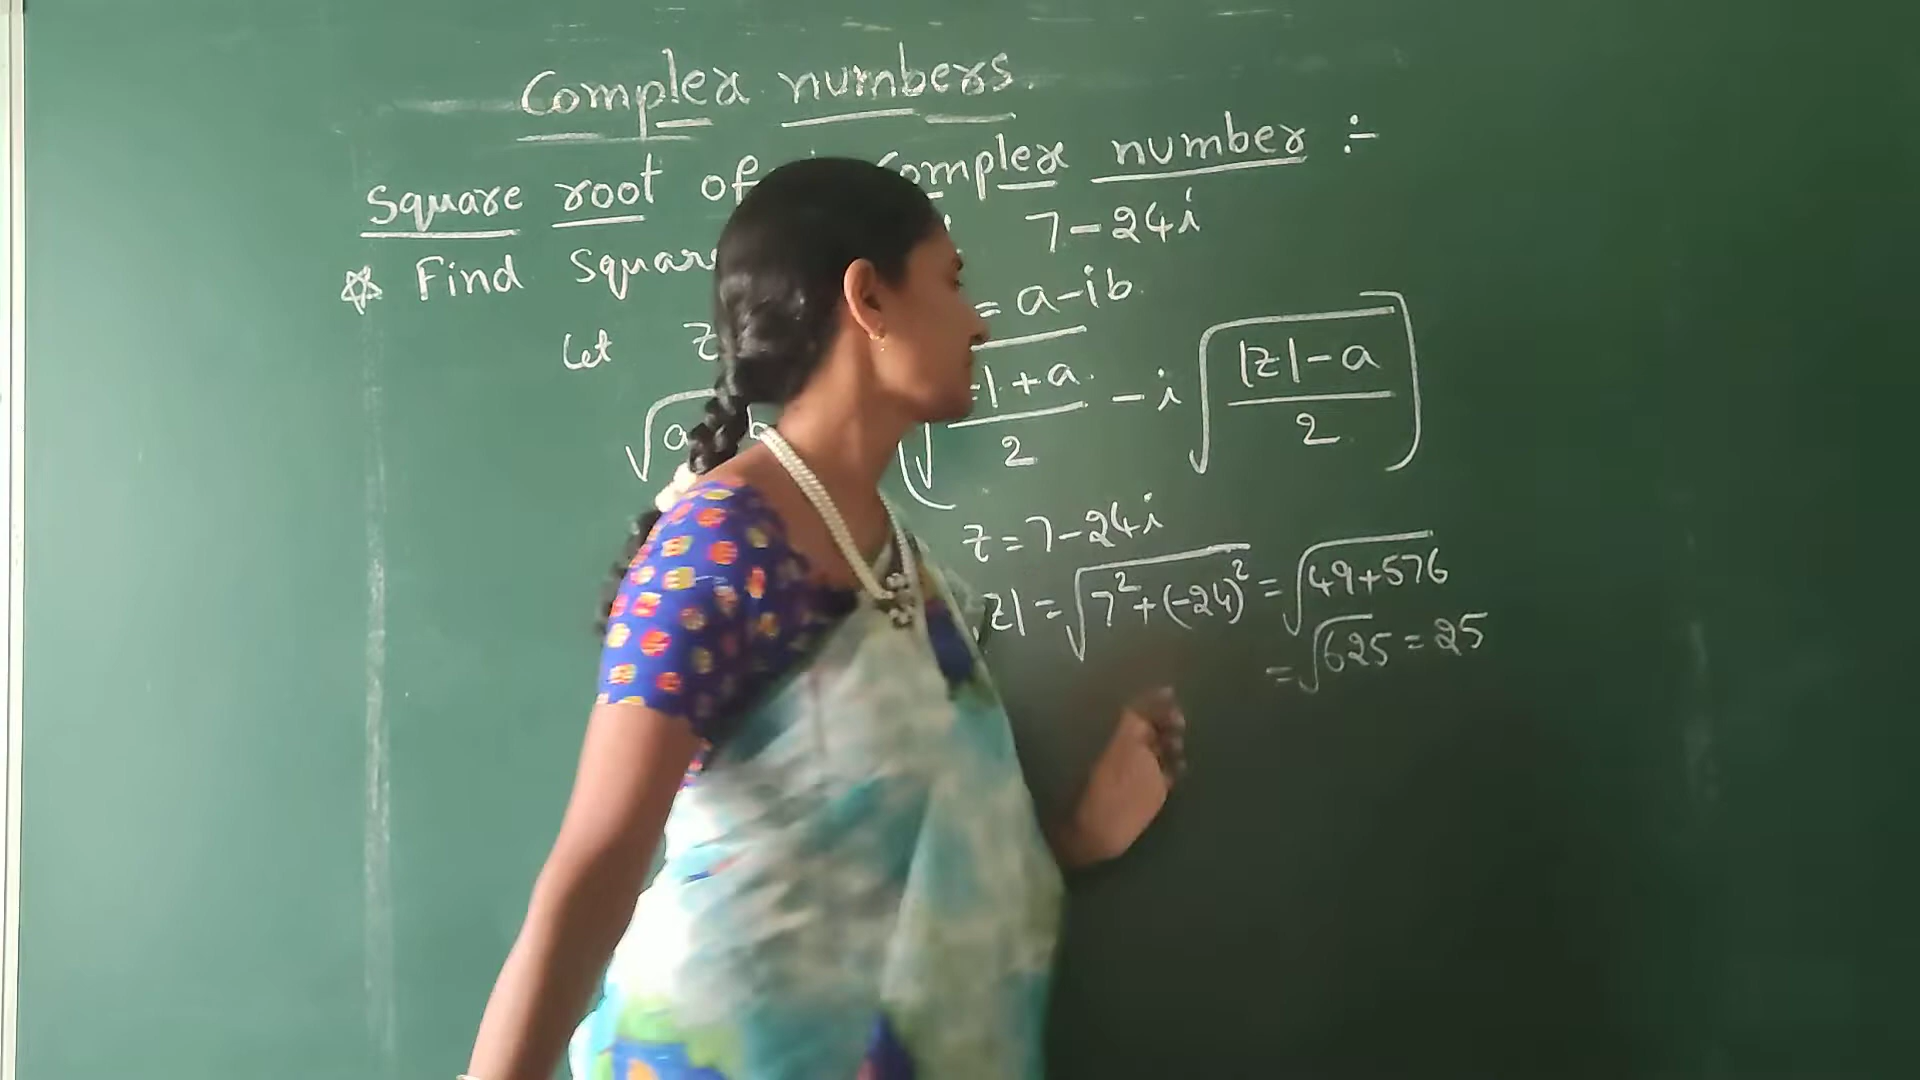 Complex numbers.
Square root of complex number :-
☆ Find Square 7-24i
Let z = a-ib
√a b √|+a/2 - i√(|z|-a)/2
z=7-24i
z|=√7²+(-24)²=√49+576
=√625=25